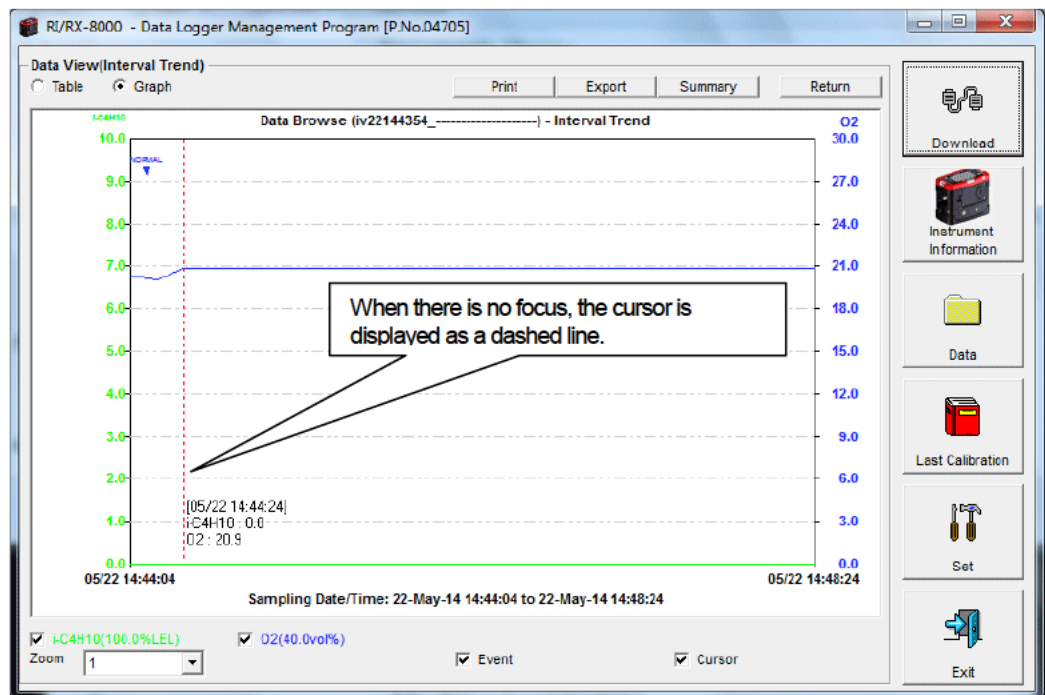 RI/RX-8000 - Data Logger Management Program [P.No.04705]
Data View(Interval Trend)
Table Graph Print Export Summary Return
i-C4H10 Data Browse (iv22144354_--------------------) - Interval Trend O2
10.0 30.0
NORMAL
9.0 27.0
8.0 24.0
7.0 21.0
6.0 18.0
5.0 15.0
4.0 12.0
3.0 9.0
2.0 6.0
1.0 3.0
0.0 0.0
When there is no focus, the cursor is
displayed as a dashed line.
[05/22 14:44:24]
i-C4H10 : 0.0
O2 : 20.9
05/22 14:44:04 05/22 14:48:24
Sampling Date/Time: 22-May-14 14:44:04 to 22-May-14 14:48:24
i-C4H10(100.0%LEL) O2(40.0vol%)
Zoom 1 Event Cursor
Download
Instrument
Information
Data
Last Calibration
Set
Exit